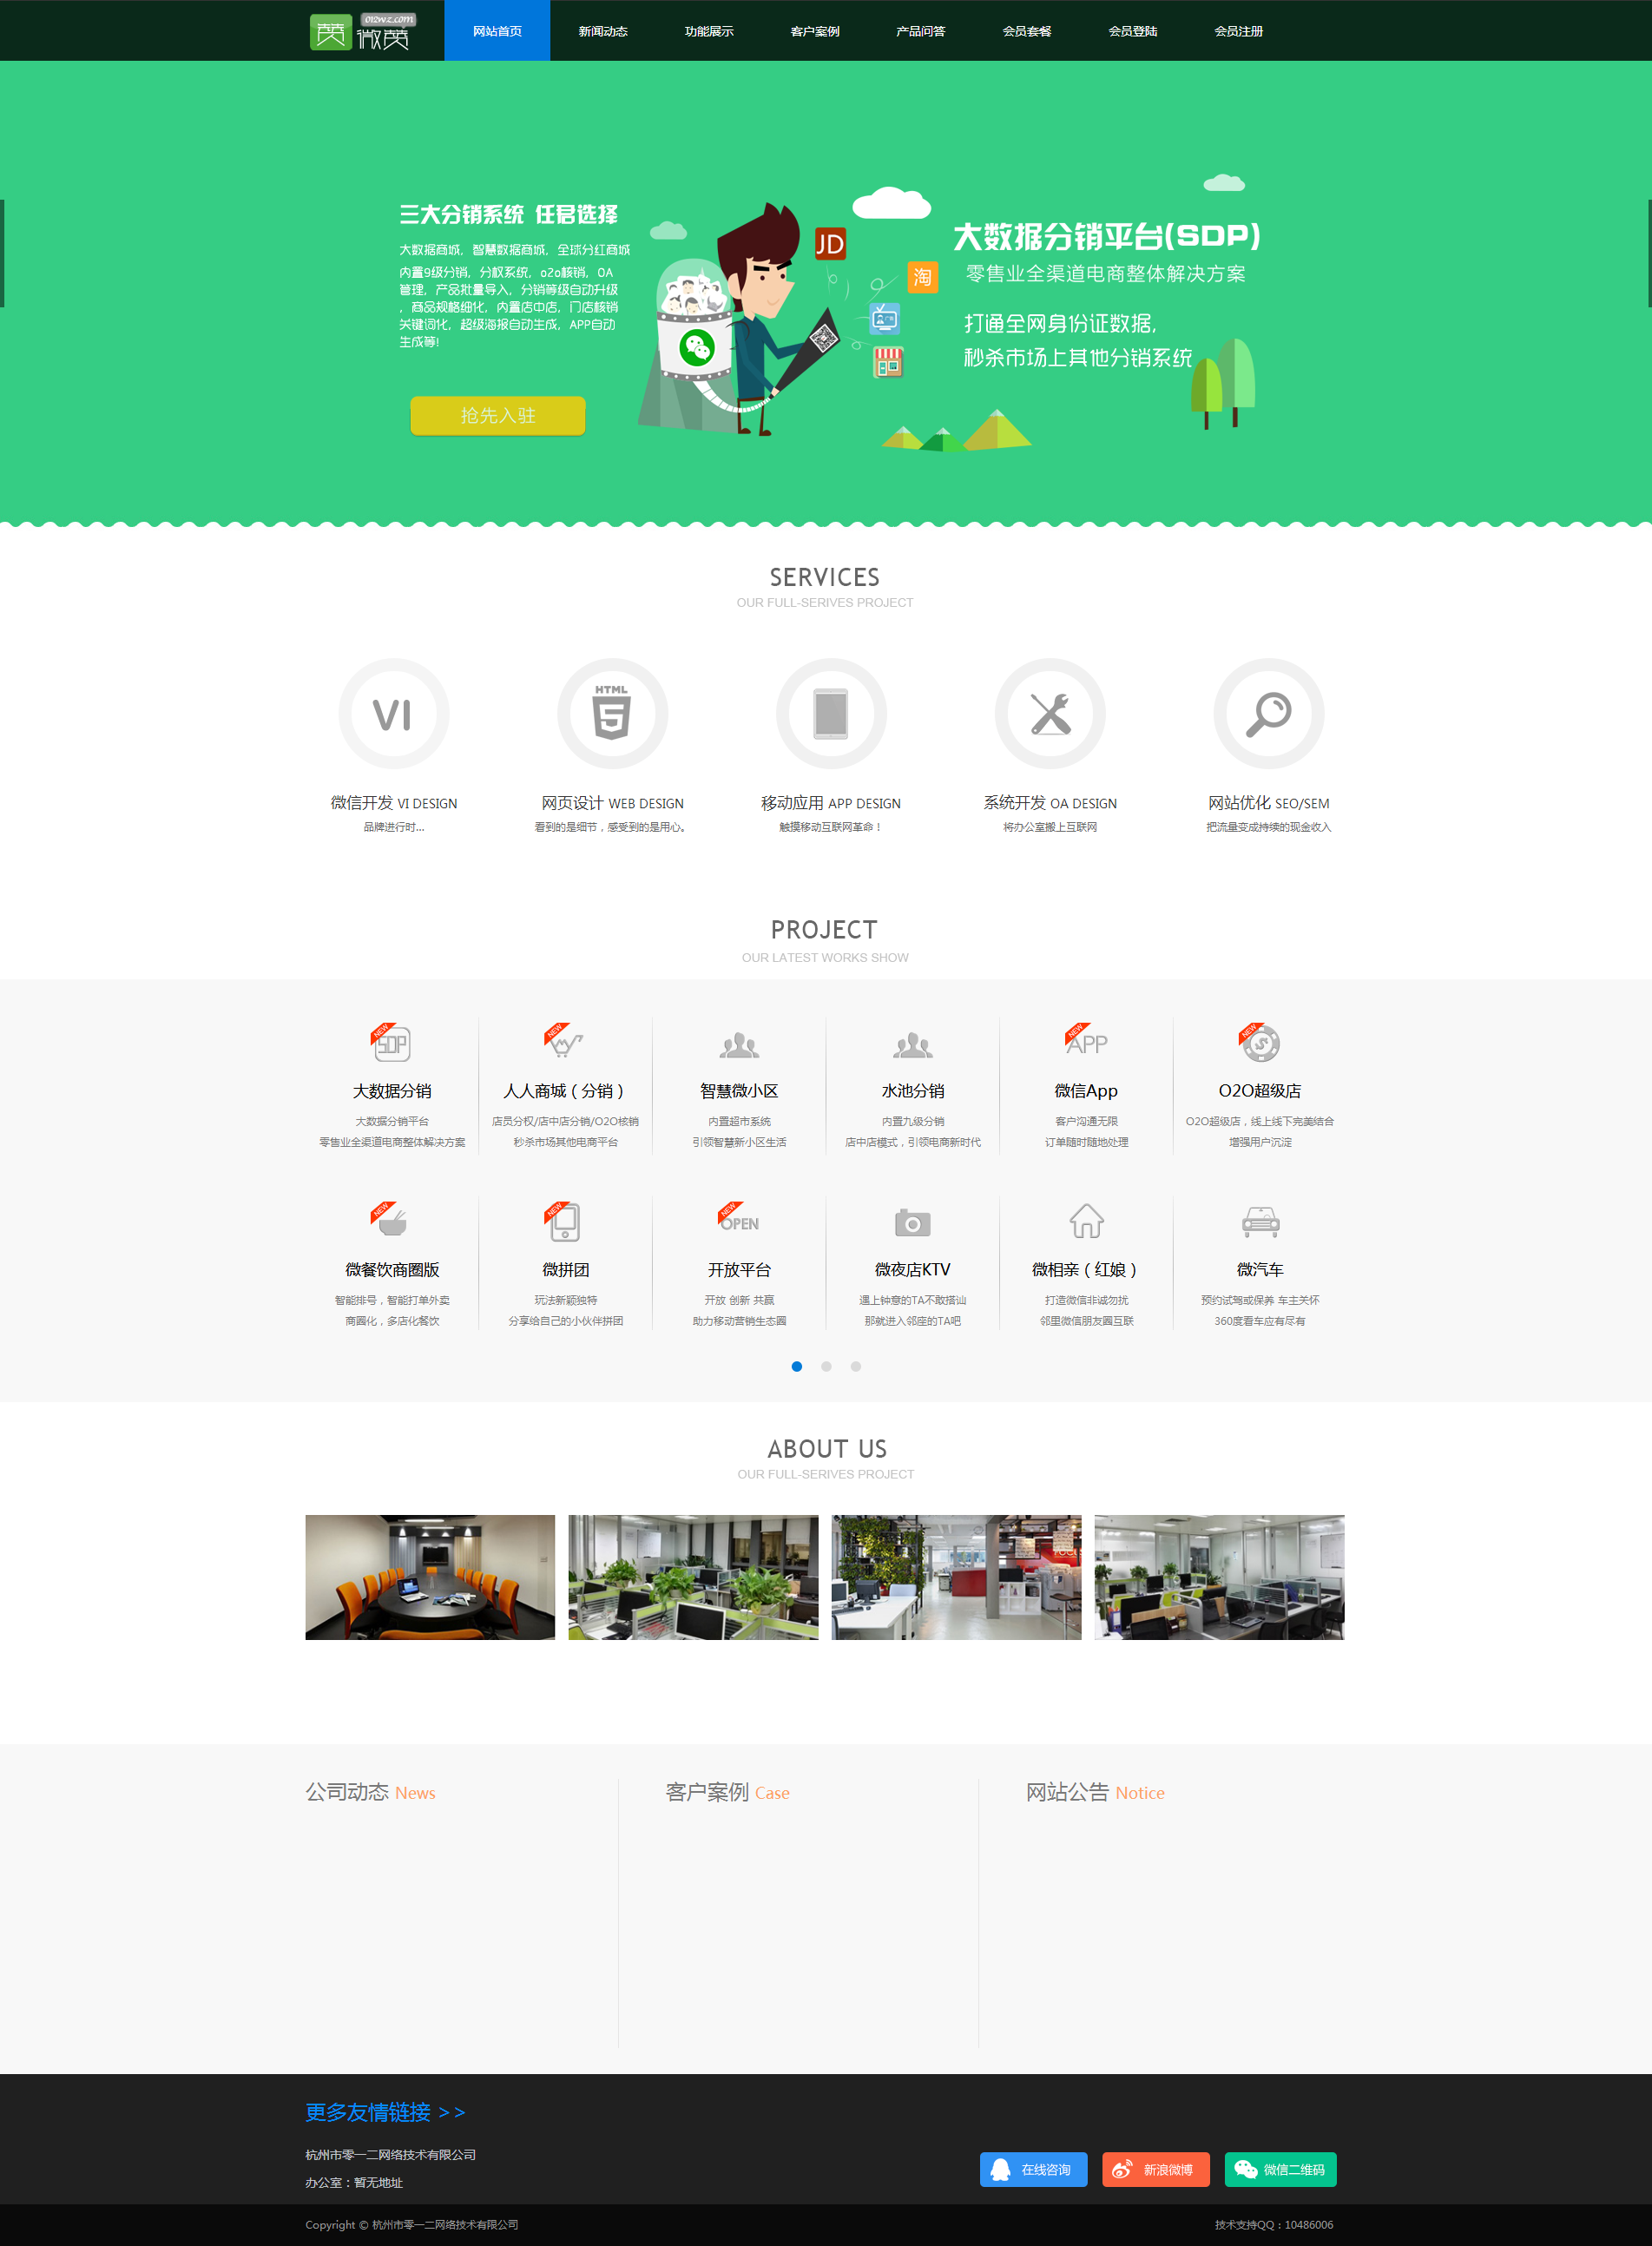 012wz.com
微赞
网站首页
新闻动态
功能展示
客户案例
产品问答
会员套餐
会员登陆
会员注册
三大分销系统 任君选择
大数据商城, 智慧数据商城, 全球分红商城
内置9级分销, 分权系统, o2o核销, OA
管理, 产品批量导入, 分销等级自动升级
, 商品规格细化, 内置店中店, 门店核销
关键词化, 超级海报自动生成, APP自动
生成等!
抢先入驻
JD
淘
大数据分销平台(SDP)
零售业全渠道电商整体解决方案
打通全网身份证数据,
秒杀市场上其他分销系统
SERVICES
OUR FULL-SERIVES PROJECT
VI
HTML
5
微信开发 VI DESIGN
品牌进行时...
网页设计 WEB DESIGN
看到的是细节，感受到的是用心。
移动应用 APP DESIGN
触摸移动互联网革命！
系统开发 OA DESIGN
将办公室搬上互联网
网站优化 SEO/SEM
把流量变成持续的现金收入
PROJECT
OUR LATEST WORKS SHOW
NEW
SDP
大数据分销
大数据分销平台
零售业全渠道电商整体解决方案
NEW
人人商城（分销）
店员分权/店中店分销/O2O核销
秒杀市场其他电商平台
智慧微小区
内置超市系统
引领智慧新小区生活
水池分销
内置九级分销
店中店模式，引领电商新时代
NEW
APP
微信App
客户沟通无限
订单随时随地处理
NEW
O2O超级店
O2O超级店，线上线下完美结合
增强用户沉淀
NEW
微餐饮商圈版
智能排号，智能打单外卖
商圈化，多店化餐饮
NEW
微拼团
玩法新颖独特
分享给自己的小伙伴拼团
NEW
OPEN
开放平台
开放 创新 共赢
助力移动营销生态圈
微夜店KTV
遇上钟意的TA不敢搭讪
那就进入邻座的TA吧
微相亲（红娘）
打造微信非诚勿扰
邻里微信朋友圈互联
微汽车
预约试驾或保养 车主关怀
360度看车应有尽有
ABOUT US
OUR FULL-SERIVES PROJECT
公司动态 News
客户案例 Case
网站公告 Notice
更多友情链接 >>
杭州市零一二网络技术有限公司
办公室：暂无地址
在线咨询
新浪微博
微信二维码
Copyright © 杭州市零一二网络技术有限公司
技术支持QQ：10486006